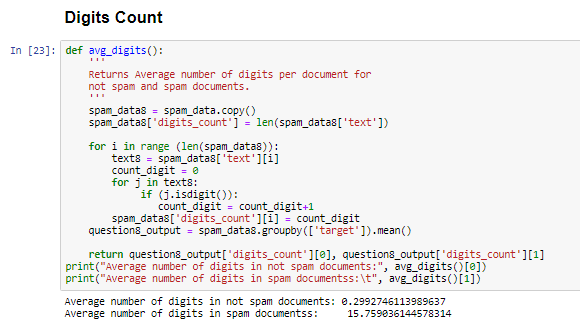 Digits Count
In [23]: def avg_digits():
'''
Returns Average number of digits per document for
not spam and spam documents.
'''
spam_data8 = spam_data.copy()
spam_data8['digits_count'] = len(spam_data8['text'])
for i in range (len(spam_data8)):
text8 = spam_data8['text'][i]
count_digit = 0
for j in text8:
if (j.isdigit()):
count_digit = count_digit+1
spam_data8['digits_count'][i] = count_digit
question8_output = spam_data8.groupby(['target']).mean()
return question8_output['digits_count'][0], question8_output['digits_count'][1]
print("Average number of digits in not spam documents:", avg_digits()[0])
print("Average number of digits in spam documentss:\t", avg_digits()[1])
Average number of digits in not spam documents: 0.2992746113989637
Average number of digits in spam documentss: 15.759036144578314